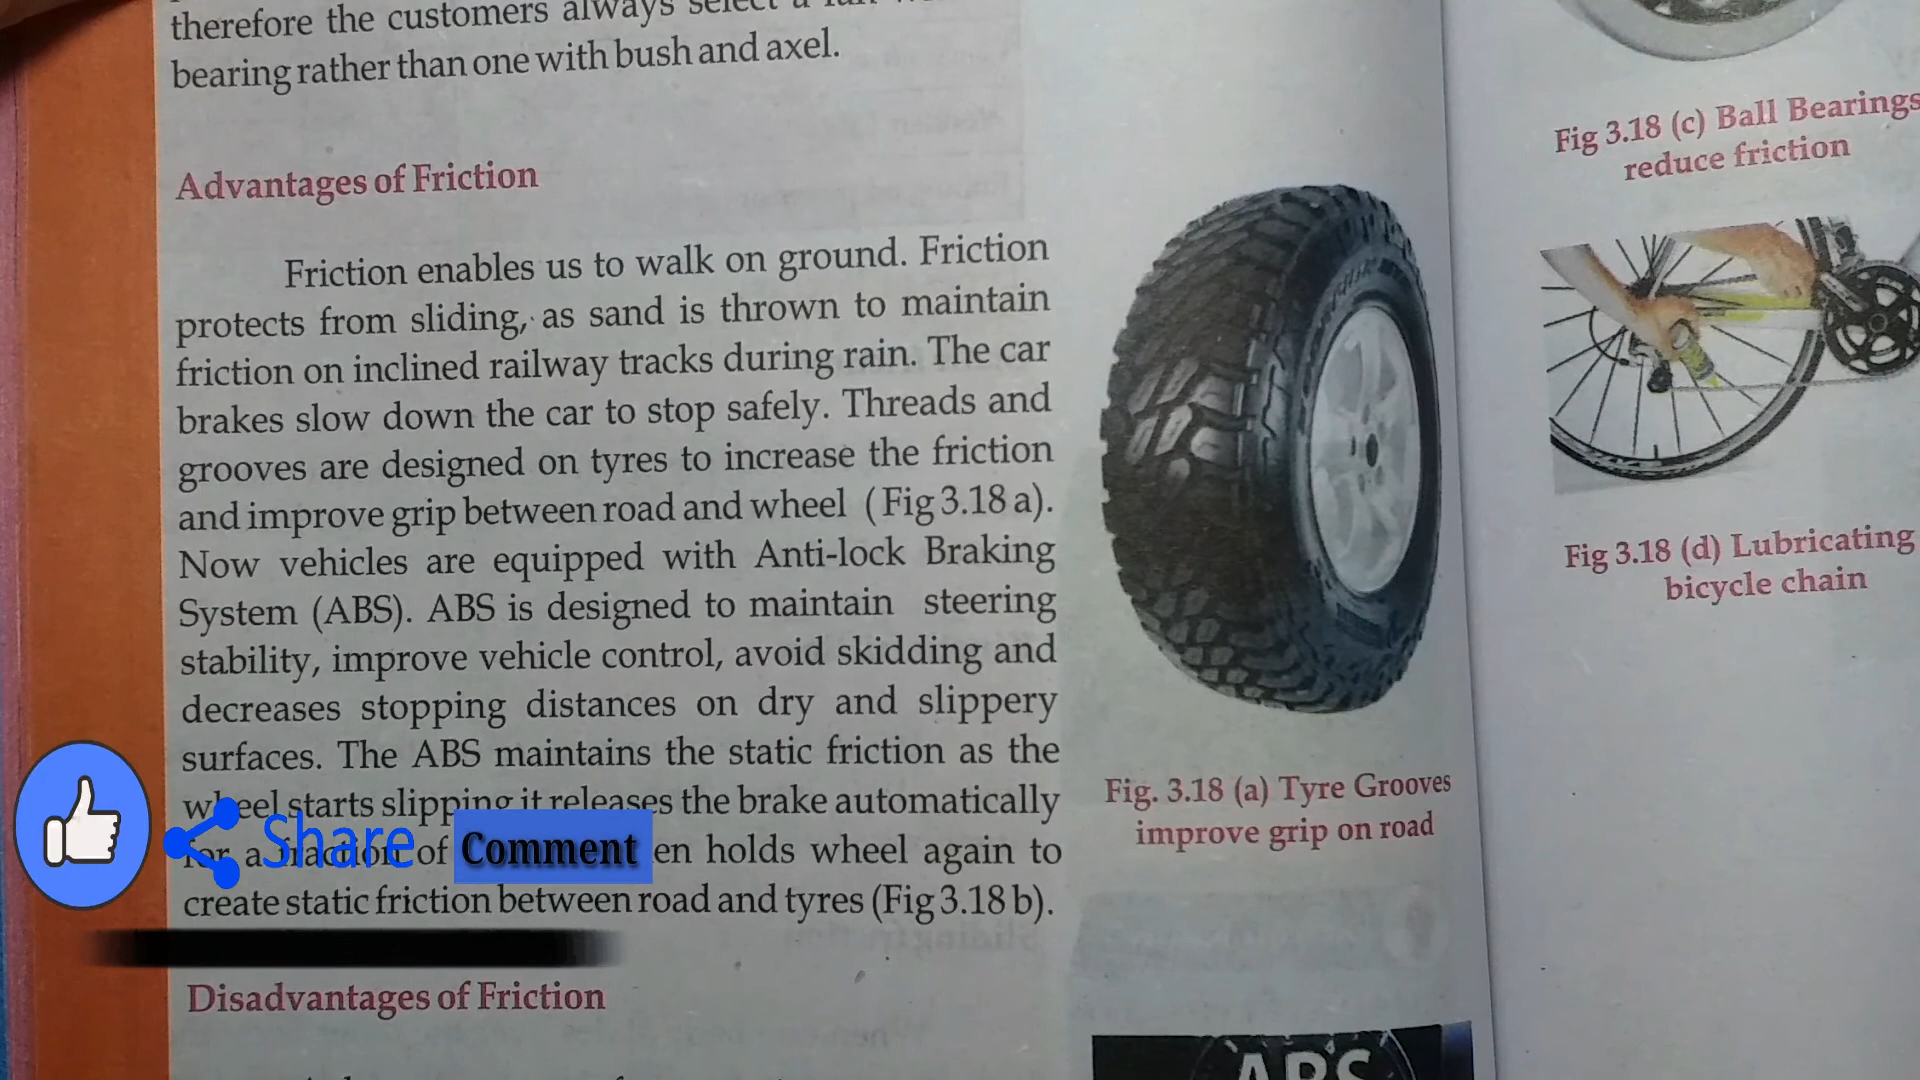 therefore the customers always select a fan
bearing rather than one with bush and axel.
Advantages of Friction
Friction enables us to walk on ground. Friction
protects from sliding, as sand is thrown to maintain
friction on inclined railway tracks during rain. The car
brakes slow down the car to stop safely. Threads and
grooves are designed on tyres to increase the friction
and improve grip between road and wheel (Fig 3.18 a).
Now vehicles are equipped with Anti-lock Braking
System (ABS). ABS is designed to maintain steering
stability, improve vehicle control, avoid skidding and
decreases stopping distances on dry and slippery
surfaces. The ABS maintains the static friction as the
wheel starts slipping it releases the brake automatically
for a fraction of en holds wheel again to
create static friction between road and tyres (Fig 3.18 b).
Disadvantages of Friction
Share
Comment
Fig. 3.18 (a) Tyre Grooves
improve grip on road
ABS
Fig 3.18 (c) Ball Bearings
reduce friction
Fig 3.18 (d) Lubricating
bicycle chain